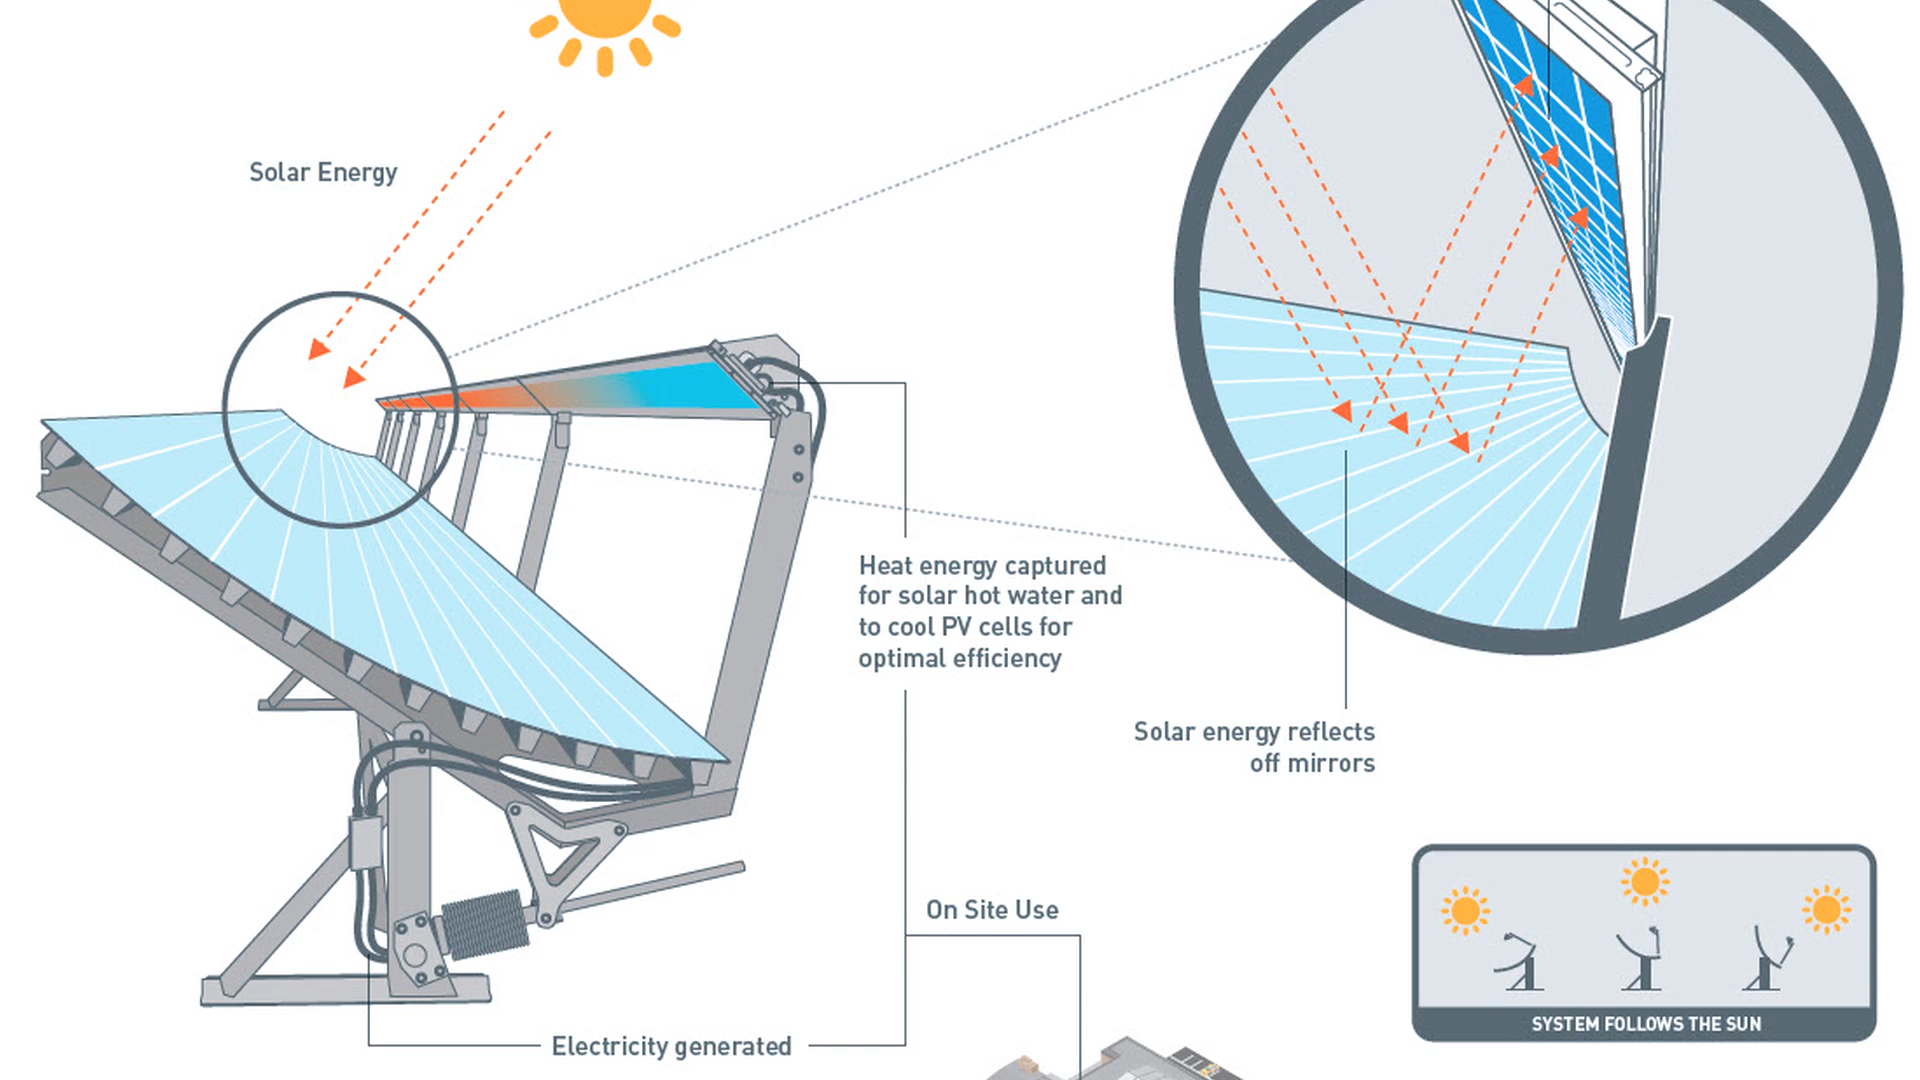 Solar Energy
Heat energy captured
for solar hot water and
to cool PV cells for
optimal efficiency
Solar energy reflects
off mirrors
On Site Use
Electricity generated
SYSTEM FOLLOWS THE SUN